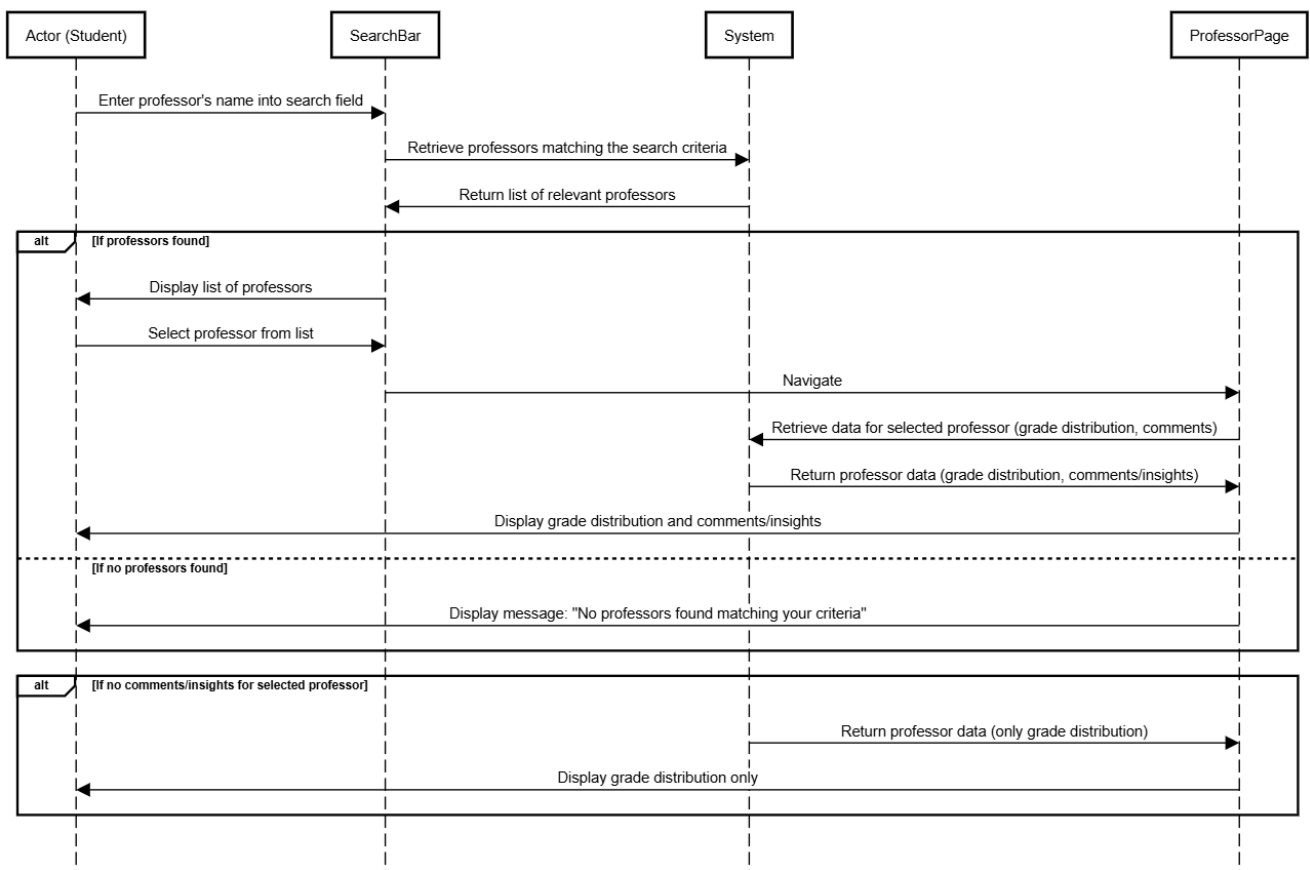 Actor (Student)
SearchBar
System
ProfessorPage
Enter professor's name into search field
Retrieve professors matching the search criteria
Return list of relevant professors
alt
[If professors found]
Display list of professors
Select professor from list
Navigate
Retrieve data for selected professor (grade distribution, comments)
Return professor data (grade distribution, comments/insights)
Display grade distribution and comments/insights
[If no professors found]
Display message: "No professors found matching your criteria"
alt
[If no comments/insights for selected professor]
Return professor data (only grade distribution)
Display grade distribution only